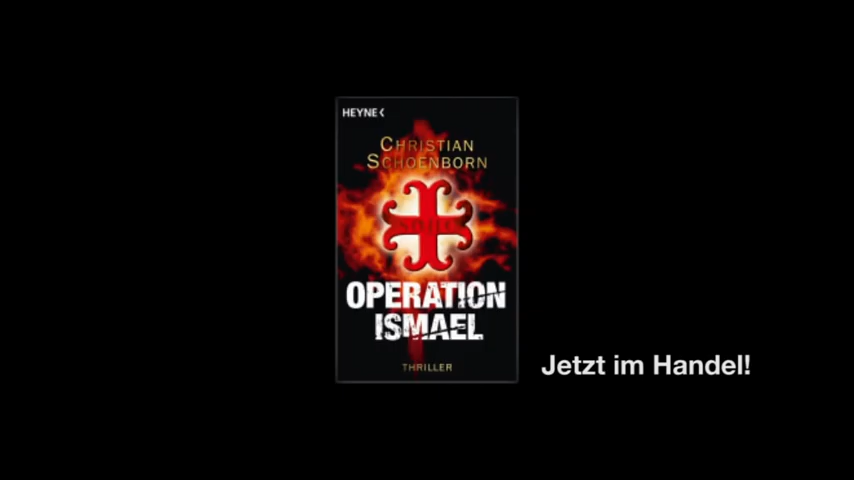 HEYNE
CHRISTIAN
SCHOENBORN
OPERATION
ISMAEL
THRILLER
Jetzt im Handel!